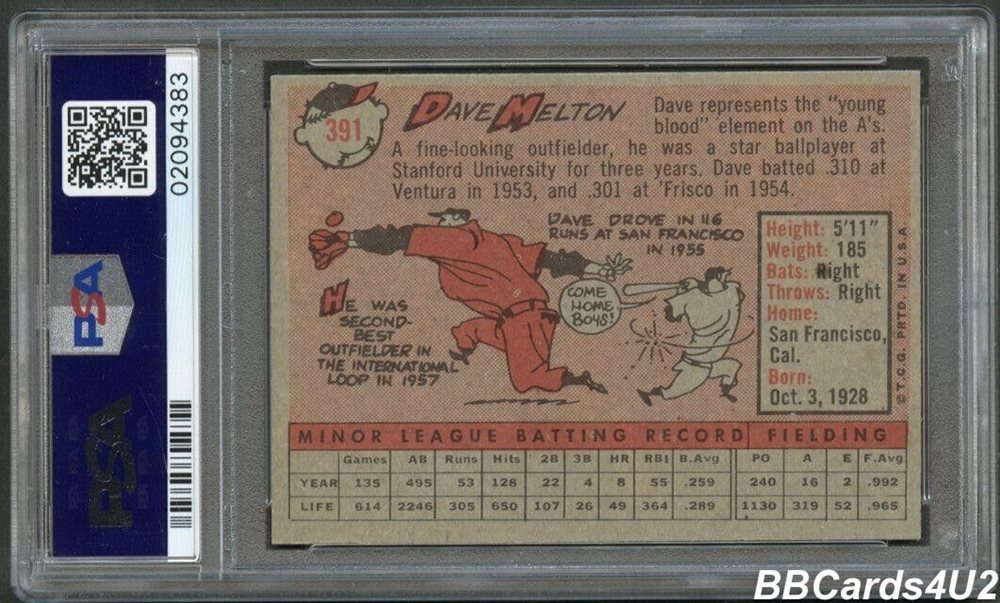 PSA
02094383
PSA
391
DAVE MELTON
Dave represents the "young
blood" element on the A's.
A fine-looking outfielder, he was a star ballplayer at
Stanford University for three years. Dave batted .310 at
Ventura in 1953, and .301 at 'Frisco in 1954.
DAVE DROVE IN 116
RUNS AT SAN FRANCISCO
IN 1955
COME
HOME
BOYS!
HE WAS
SECOND-
BEST
OUTFIELDER IN
THE INTERNATIONAL
LOOP IN 1957
Height: 5'11"
Weight: 185
Bats: Right
Throws: Right
Home:
San Francisco,
Cal.
Born:
Oct. 3, 1928
© T.C.G. PRTD. IN U.S.A.
MINOR LEAGUE BATTING RECORD FIELDING
Games AB Runs Hits 2B 3B HR RBI B.Avg PO A E F.Avg
YEAR 135 495 53 128 22 4 8 55 .259 240 16 2 .992
LIFE 614 2246 305 650 107 26 49 364 .289 1130 319 52 .965
BBCards4U2